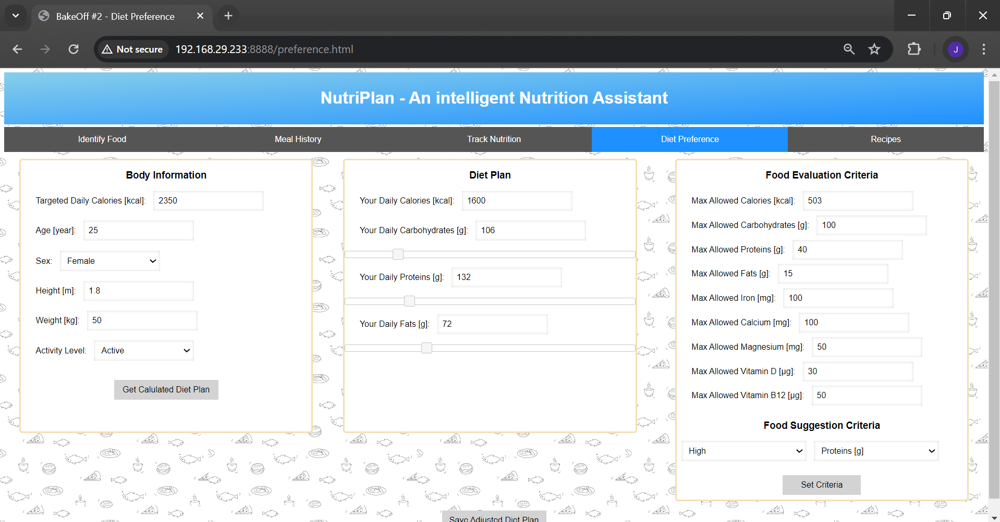 BakeOff #2 - Diet Preference
Not secure
192.168.29.233:8888/preference.html
J
NutriPlan - An intelligent Nutrition Assistant
Identify Food
Meal History
Track Nutrition
Diet Preference
Recipes
Body Information
Targeted Daily Calories [kcal]: 2350
Age [year]: 25
Sex: Female
Height [m]: 1.8
Weight [kg]: 50
Activity Level: Active
Get Calulated Diet Plan
Diet Plan
Your Daily Calories [kcal]: 1600
Your Daily Carbohydrates [g]: 106
Your Daily Proteins [g]: 132
Your Daily Fats [g]: 72
Save Adjusted Diet Plan
Food Evaluation Criteria
Max Allowed Calories [kcal]: 503
Max Allowed Carbohydrates [g]: 100
Max Allowed Proteins [g]: 40
Max Allowed Fats [g]: 15
Max Allowed Iron [mg]: 100
Max Allowed Calcium [mg]: 100
Max Allowed Magnesium [mg]: 50
Max Allowed Vitamin D [µg]: 30
Max Allowed Vitamin B12 [µg]: 50
Food Suggestion Criteria
High
Proteins [g]
Set Criteria